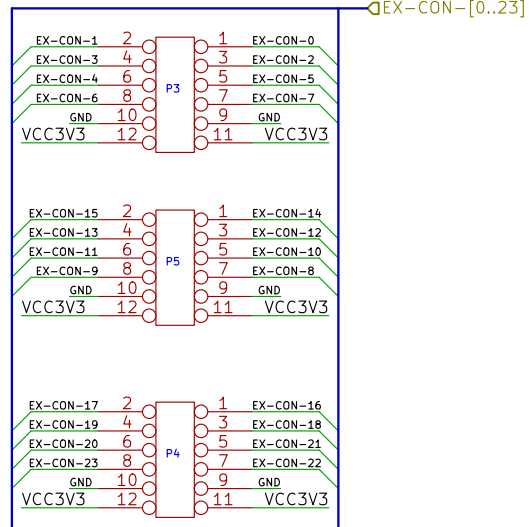 EX-CON-[0..23]
EX-CON-1 2 1 EX-CON-0
EX-CON-3 4 3 EX-CON-2
EX-CON-4 6 P3 5 EX-CON-5
EX-CON-6 8 7 EX-CON-7
GND 10 9 GND
VCC3V3 12 11 VCC3V3
EX-CON-15 2 1 EX-CON-14
EX-CON-13 4 3 EX-CON-12
EX-CON-11 6 P5 5 EX-CON-10
EX-CON-9 8 7 EX-CON-8
GND 10 9 GND
VCC3V3 12 11 VCC3V3
EX-CON-17 2 1 EX-CON-16
EX-CON-19 4 3 EX-CON-18
EX-CON-20 6 P4 5 EX-CON-21
EX-CON-23 8 7 EX-CON-22
GND 10 9 GND
VCC3V3 12 11 VCC3V3